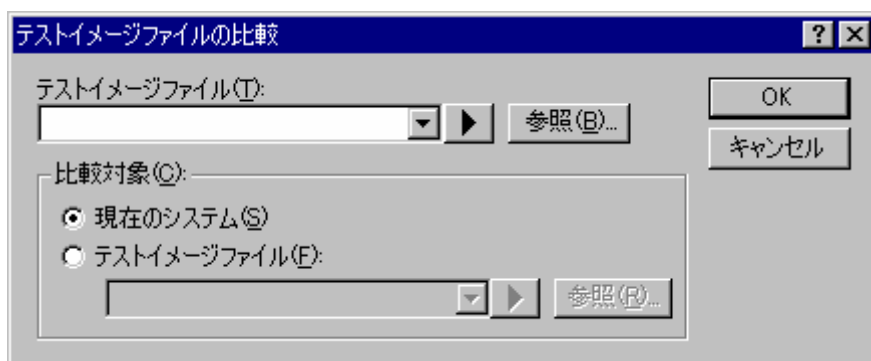 テストイメージファイルの比較
テストイメージファイル(T):
参照(B)...
OK
キャンセル
比較対象(C):
現在のシステム(S)
テストイメージファイル(F):
参照(R)...